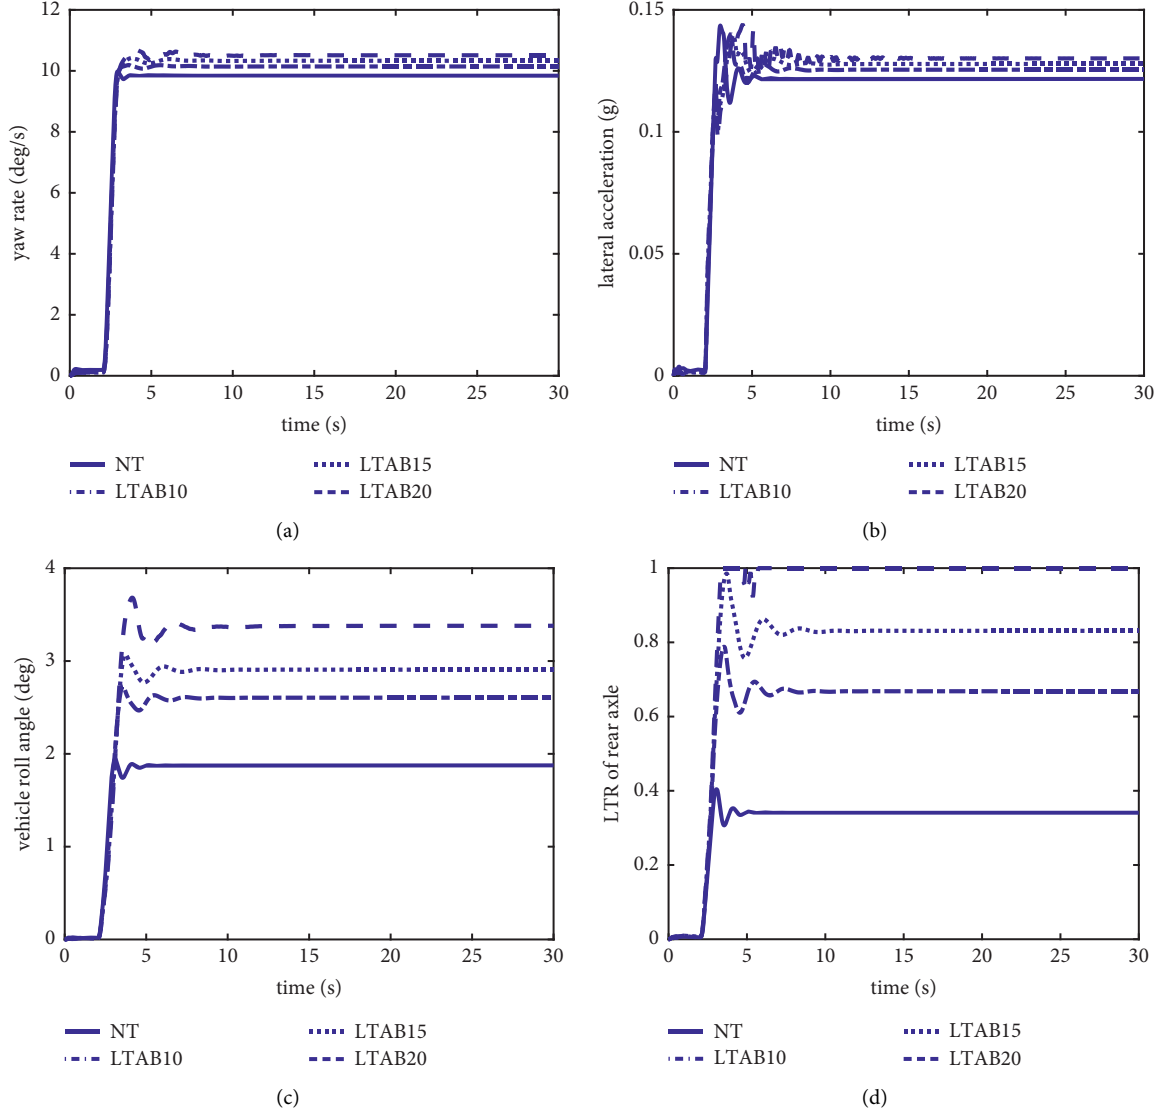 12
10
8
6
4
2
0
yaw rate (deg/s)
0 5 10 15 20 25 30
time (s)
NT LTAB15
LTAB10 LTAB20
(a)
0.15
0.1
0.05
0
lateral acceleration (g)
0 5 10 15 20 25 30
time (s)
NT LTAB15
LTAB10 LTAB20
(b)
4
3
2
1
0
vehicle roll angle (deg)
0 5 10 15 20 25 30
time (s)
NT LTAB15
LTAB10 LTAB20
(c)
1
0.8
0.6
0.4
0.2
0
LTR of rear axle
0 5 10 15 20 25 30
time (s)
NT LTAB15
LTAB10 LTAB20
(d)